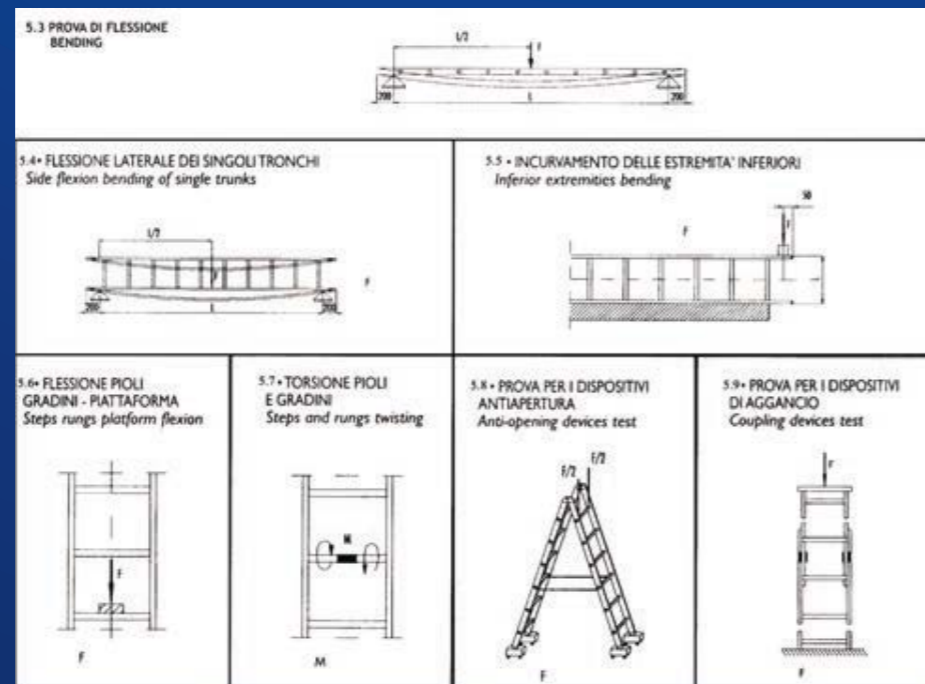 5.3 PROVA DI FLESSIONE
BENDING
L/2
F
200
L
200
5.4• FLESSIONE LATERALE DEI SINGOLI TRONCHI
Side flexion bending of single trunks
L/2
F
F
200
L
200
5.5 • INCURVAMENTO DELLE ESTREMITA' INFERIORI
Inferior extremities bending
50
F
F
5.6• FLESSIONE PIOLI
GRADINI - PIATTAFORMA
Steps rungs platform flexion
F
F
5.7• TORSIONE PIOLI
E GRADINI
Steps and rungs twisting
M
M
5.8• PROVA PER I DISPOSITIVI
ANTIAPERTURA
Anti-opening devices test
F/2 F/2
F
5.9• PROVA PER I DISPOSITIVI
DI AGGANCIO
Coupling devices test
F
F